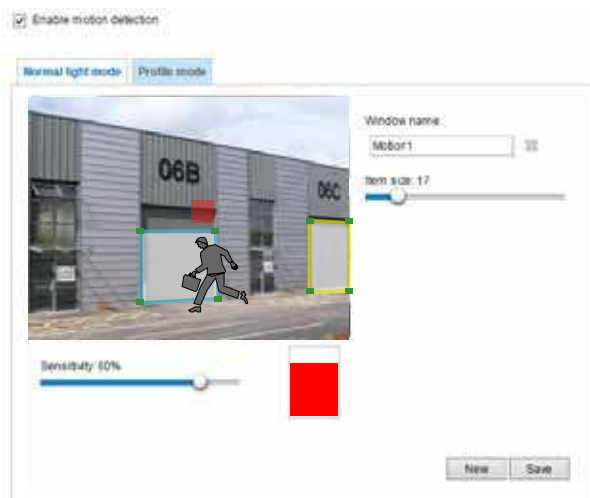 Enable motion detection
Normal light mode
Profile mode
Window name
Motion1
Item size: 17
06B
06C
Sensitivity: 80%
New
Save